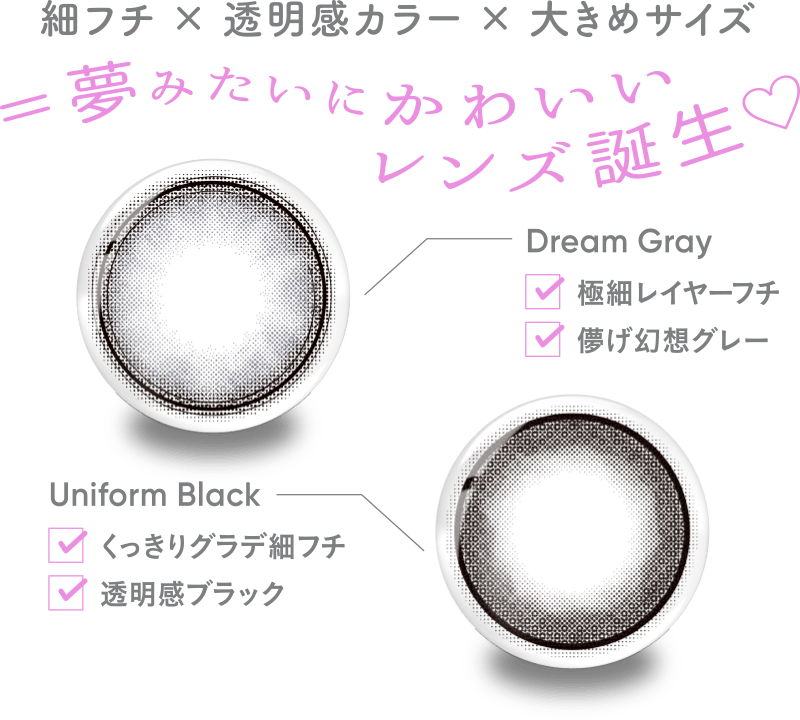 細フチ × 透明感カラー × 大きめサイズ
=夢みたいにかわいい
レンズ誕生♡
Dream Gray
極細レイヤーフチ
儚げ幻想グレー
Uniform Black
くっきりグラデ細フチ
透明感ブラック